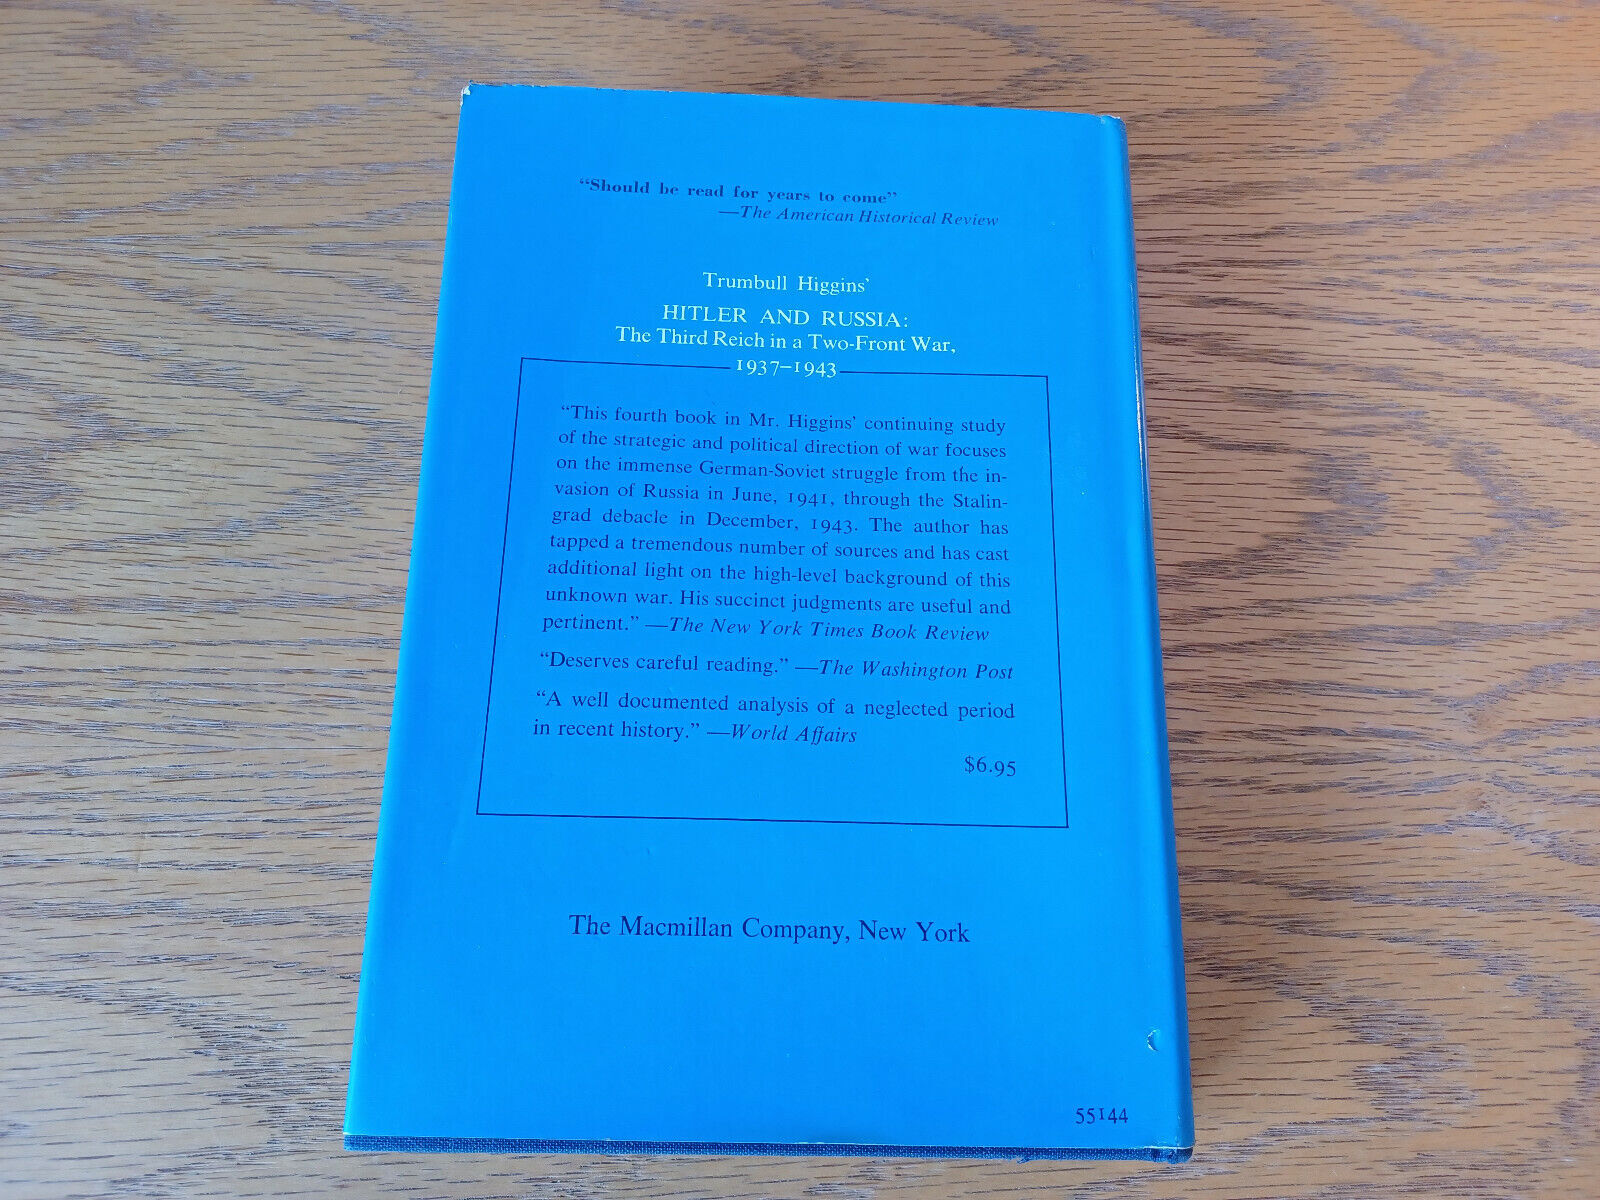 “Should be read for years to come”
—The American Historical Review
Trumbull Higgins’
HITLER AND RUSSIA:
The Third Reich in a Two-Front War,
1937–1943
“This fourth book in Mr. Higgins’ continuing study
of the strategic and political direction of war focuses
on the immense German-Soviet struggle from the in-
vasion of Russia in June, 1941, through the Stalin-
grad debacle in December, 1943. The author has
tapped a tremendous number of sources and has cast
additional light on the high-level background of this
unknown war. His succinct judgments are useful and
pertinent.” —The New York Times Book Review
“Deserves careful reading.” —The Washington Post
“A well documented analysis of a neglected period
in recent history.” —World Affairs
$6.95
The Macmillan Company, New York
55144